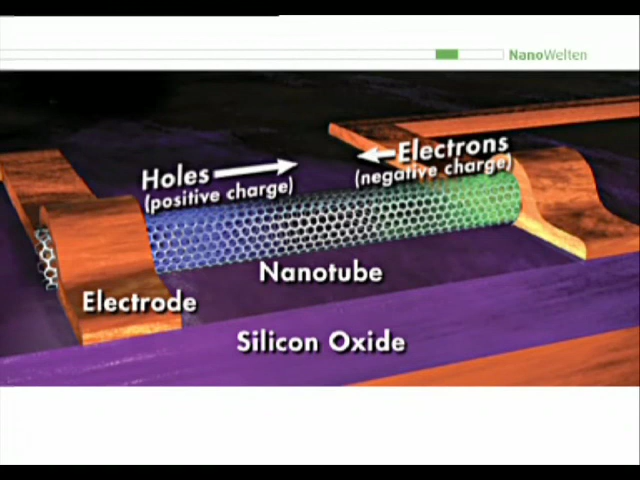 NanoWelten
Holes
(positive charge)
Electrons
(negative charge)
Nanotube
Electrode
Silicon Oxide